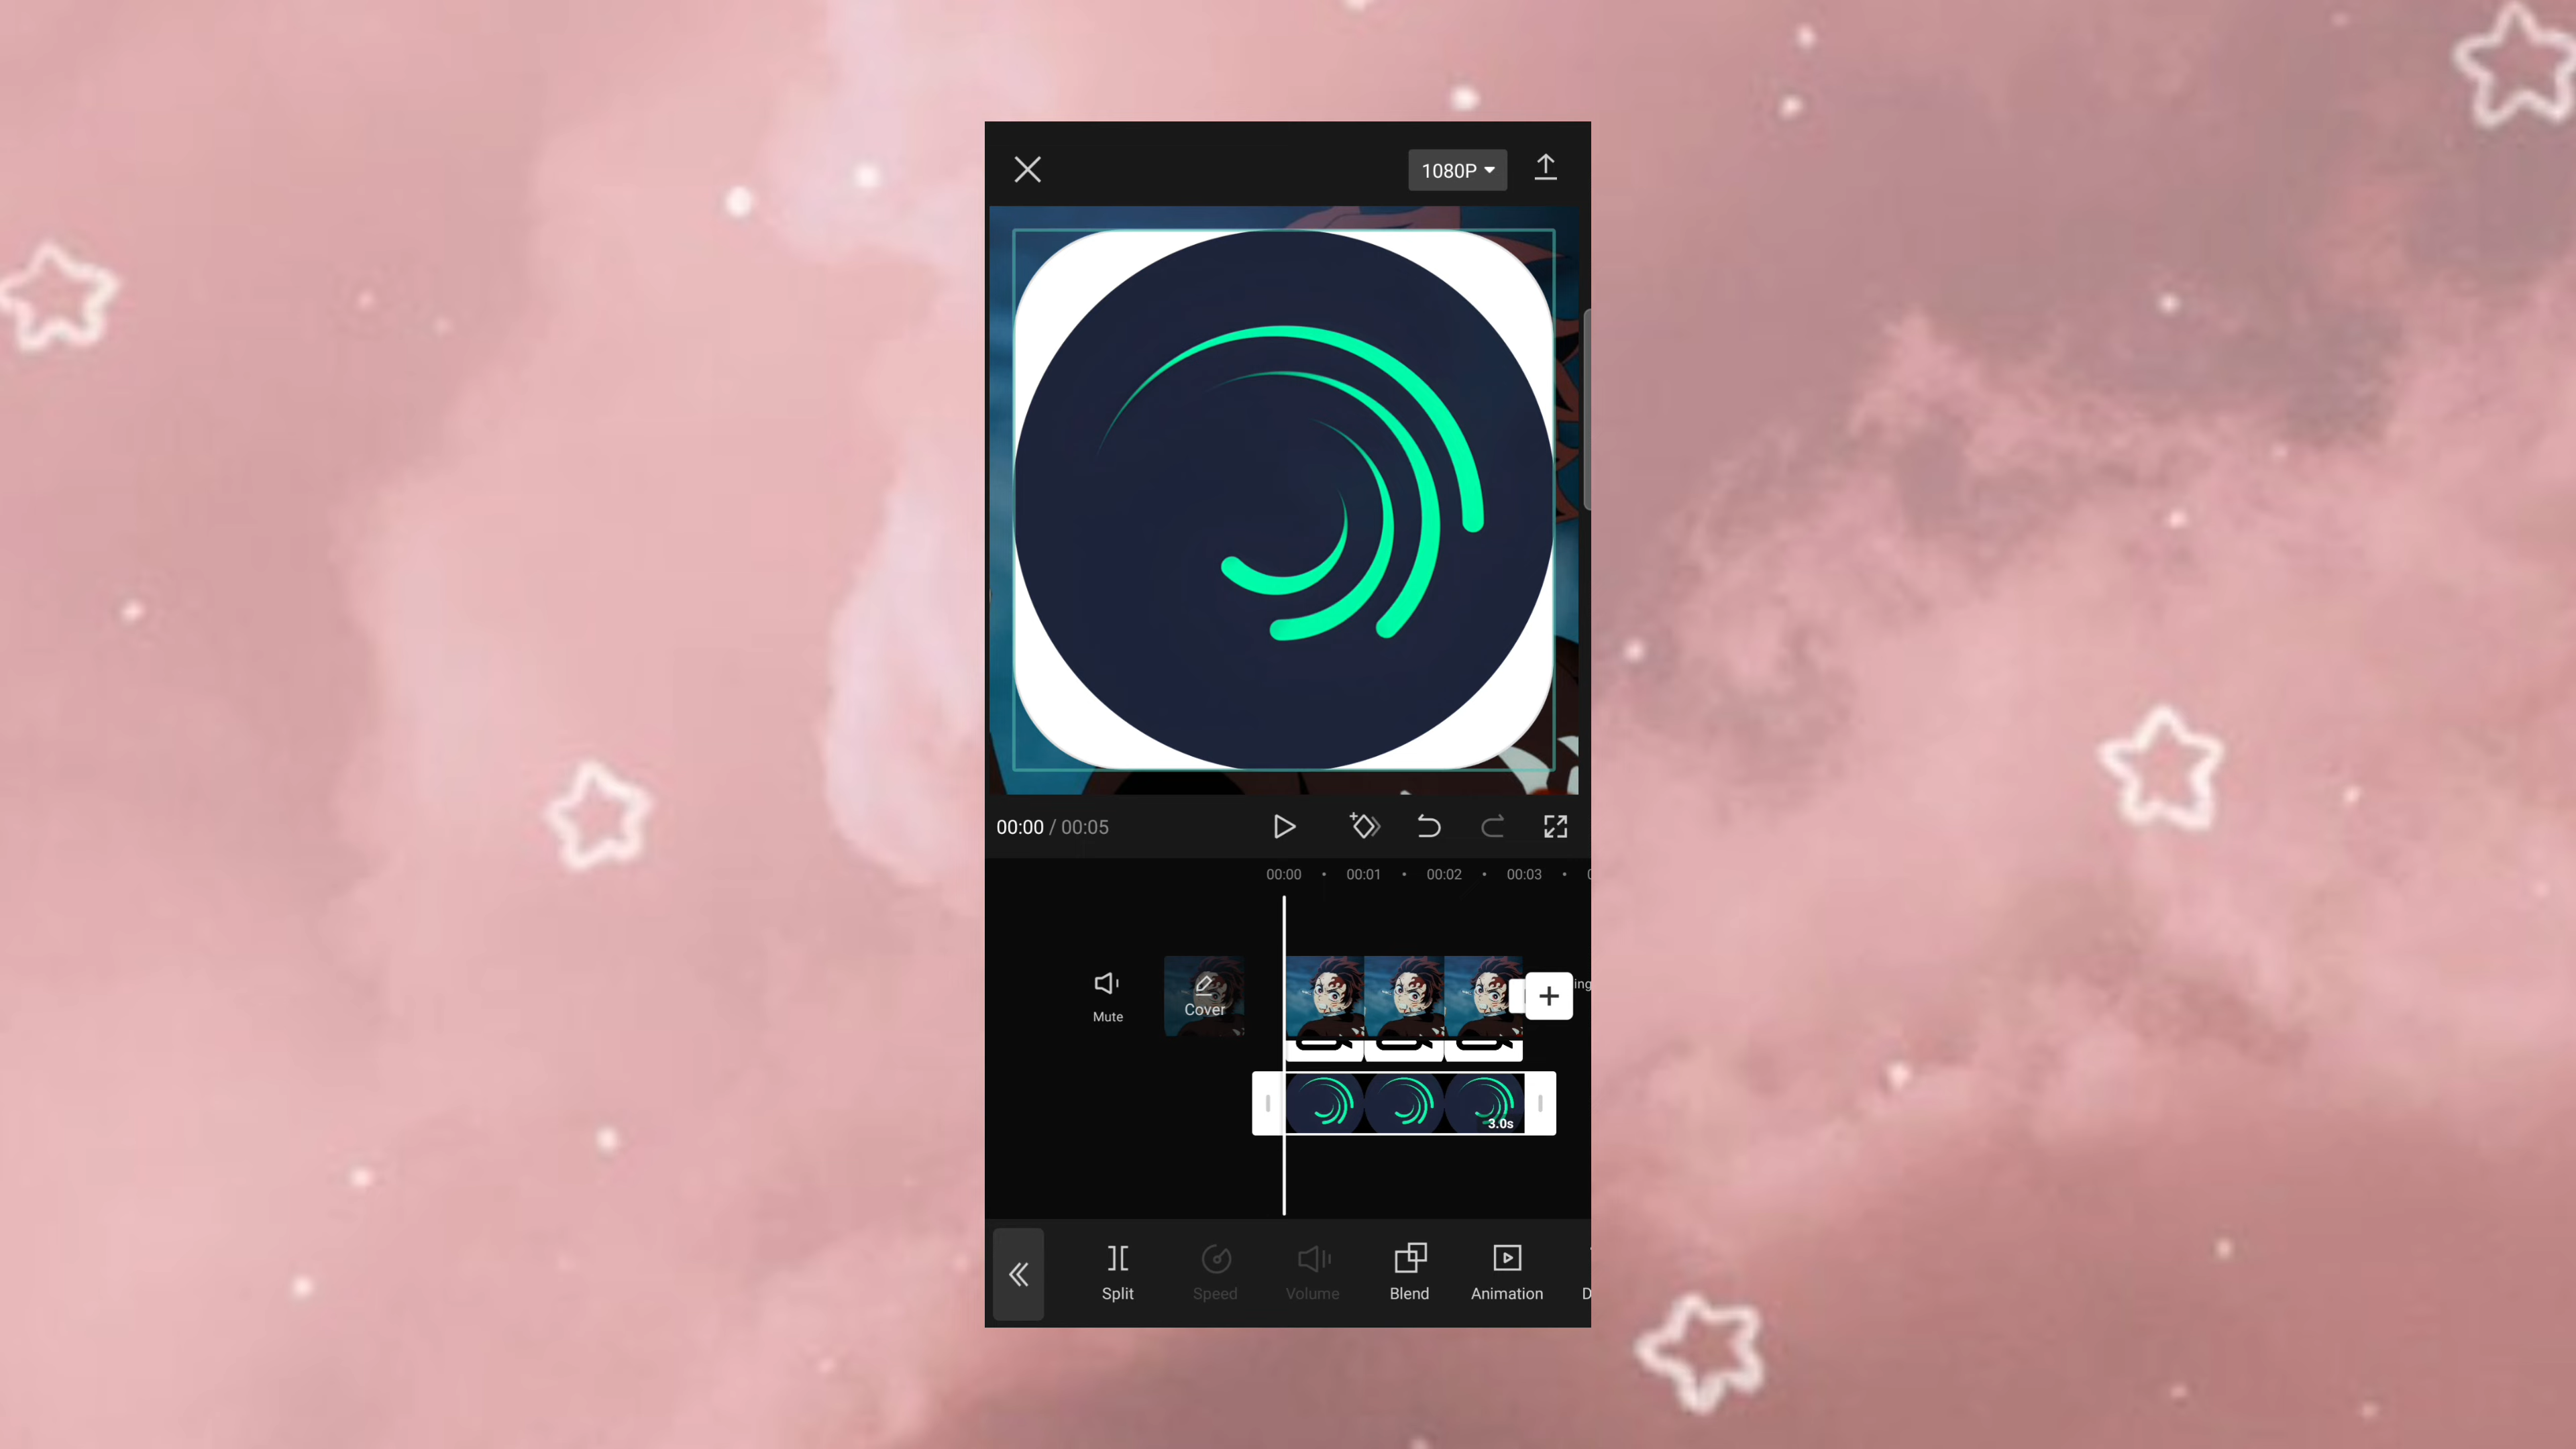 1080P
00:00 / 00:05
00:00 00:01 00:02 00:03
Mute
Cover
ing
3.0s
Split Speed Volume Blend Animation D